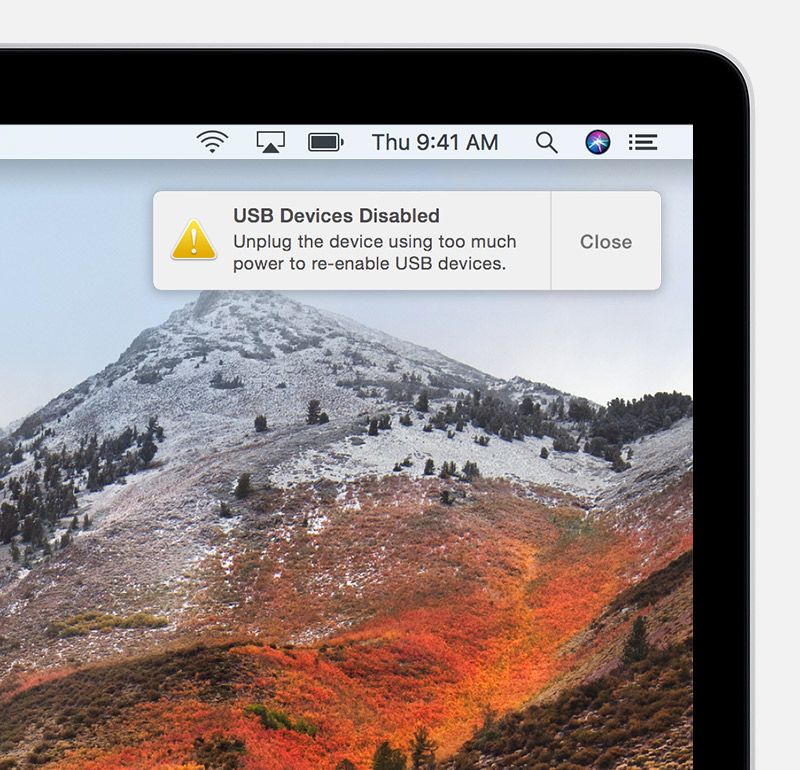 Thu 9:41 AM
USB Devices Disabled
Unplug the device using too much
power to re-enable USB devices.
Close